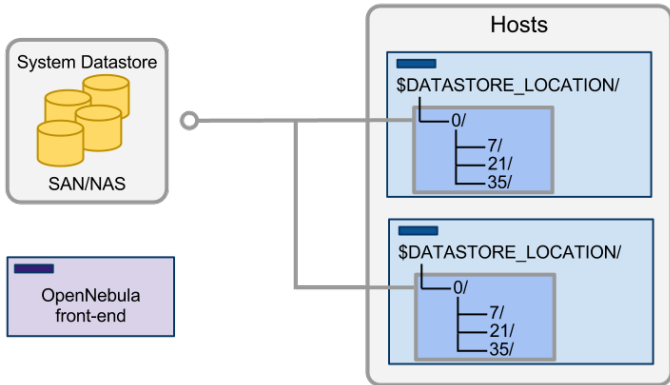 System Datastore
SAN/NAS
OpenNebula
front-end
Hosts
$DATASTORE_LOCATION/
0/
7/
21/
35/
$DATASTORE_LOCATION/
0/
7/
21/
35/